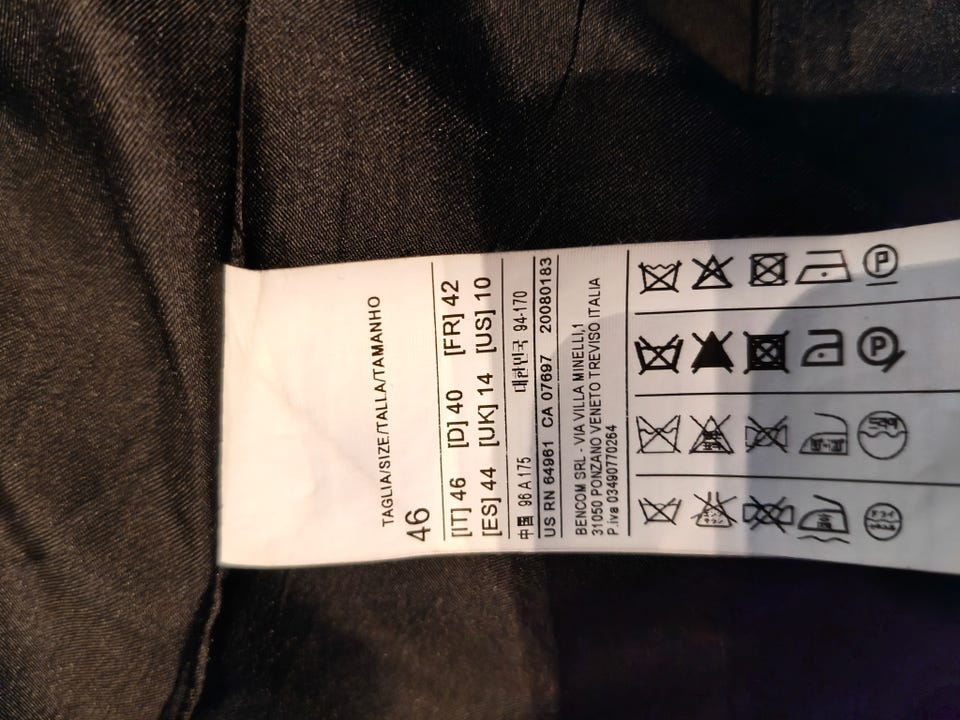 TAGLIA/SIZE/TALLA/TAMANHO
46
[IT] 46 [D] 40 [FR] 42
[ES] 44 [UK] 14 [US] 10
中国 96 A 175 대한민국 94-170
US RN 64961 CA 07697 20080183
BENCOM SRL - VIA VILLA MINELLI,1
31050 PONZANO VENETO TREVISO ITALIA
P.iva 03490770264
P
P